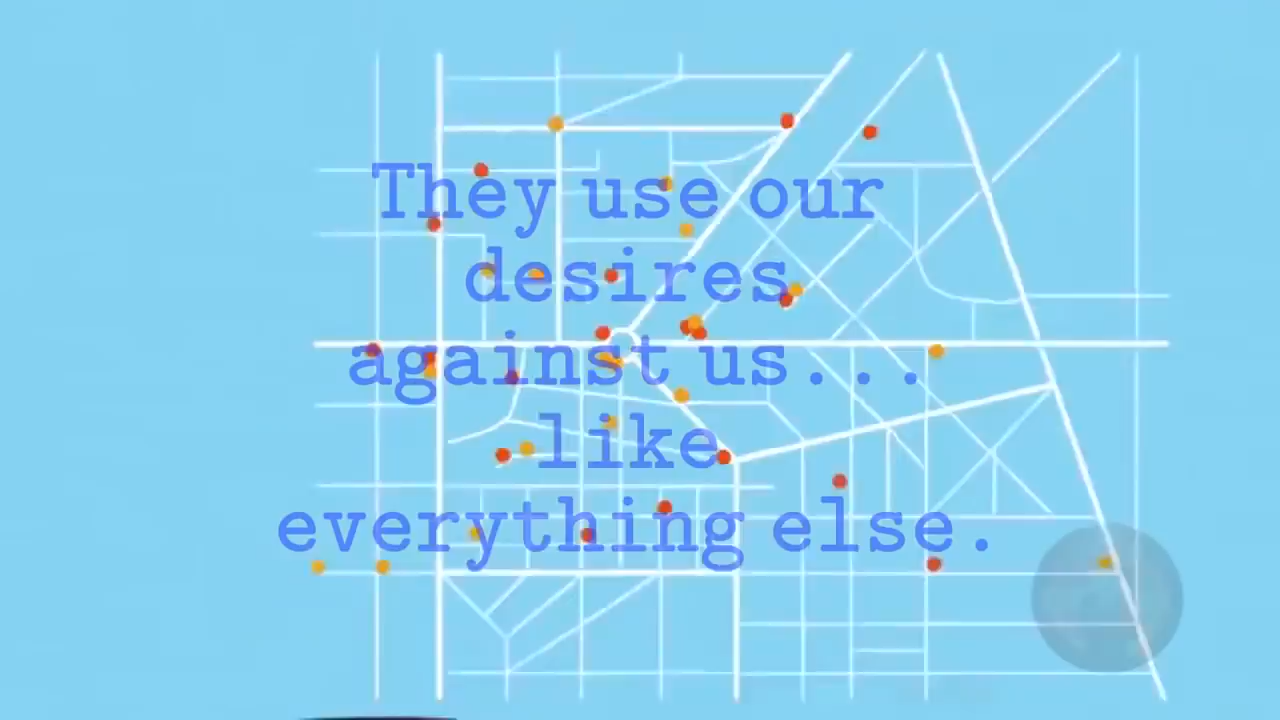 They use our
desires
against us...
like
everything else.